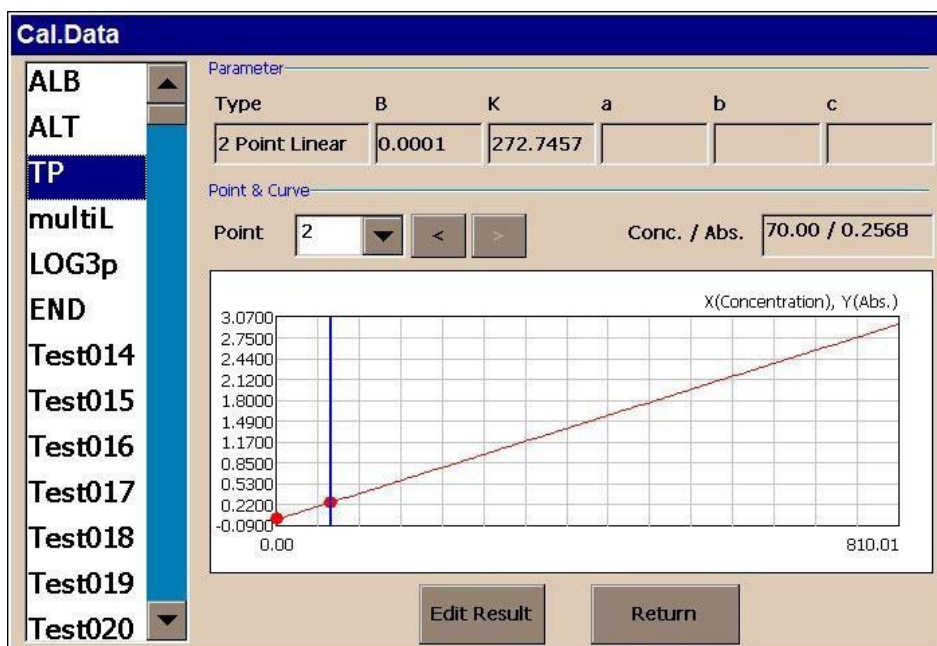 Cal.Data
ALB
ALT
TP
multiL
LOG3p
END
Test014
Test015
Test016
Test017
Test018
Test019
Test020
Parameter
Type B K a b c
2 Point Linear 0.0001 272.7457
Point & Curve
Point 2 < > Conc. / Abs. 70.00 / 0.2568
X(Concentration), Y(Abs.)
3.0700
2.7500
2.4400
2.1200
1.8000
1.4900
1.1700
0.8500
0.5300
0.2200
-0.0900
0.00 810.01
Edit Result Return